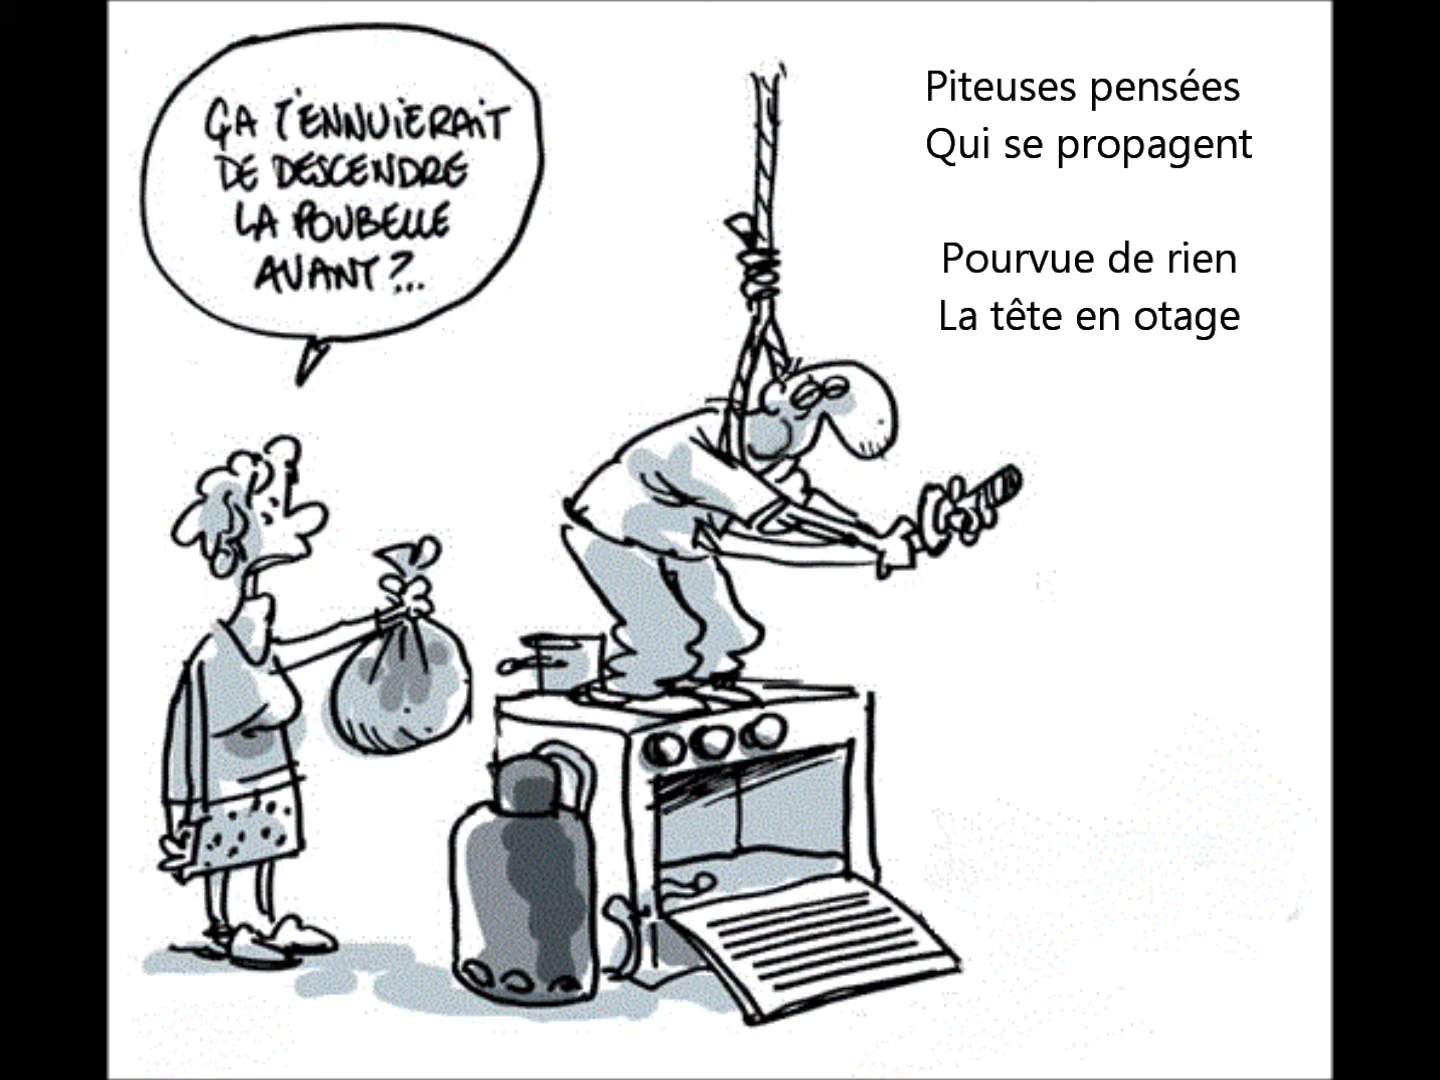 ÇA T'ENNUIERAIT
DE DESCENDRE
LA POUBELLE
AVANT ?...
Piteuses pensées
Qui se propagent
Pourvue de rien
La tête en otage